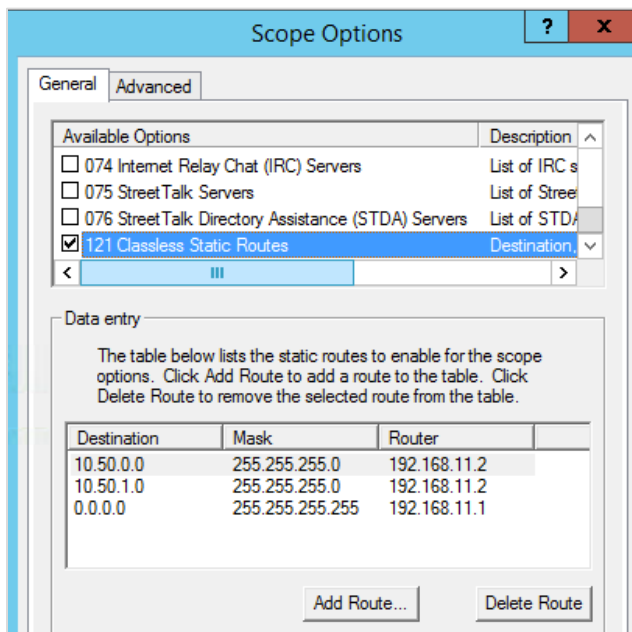 Scope Options
?
x
General
Advanced
Available Options
Description
074 Internet Relay Chat (IRC) Servers
List of IRC s
075 StreetTalk Servers
List of Street
076 StreetTalk Directory Assistance (STDA) Servers
List of STDA
121 Classless Static Routes
Destination,
Data entry
The table below lists the static routes to enable for the scope
options. Click Add Route to add a route to the table. Click
Delete Route to remove the selected route from the table.
Destination
Mask
Router
10.50.0.0
255.255.255.0
192.168.11.2
10.50.1.0
255.255.255.0
192.168.11.2
0.0.0.0
255.255.255.255
192.168.11.1
Add Route...
Delete Route